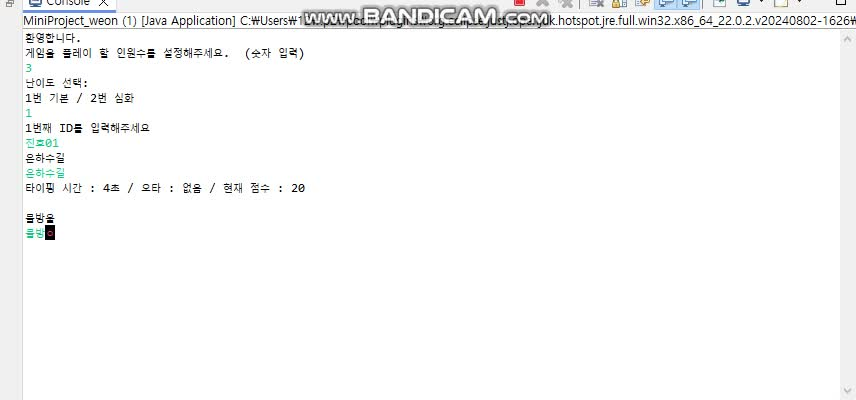 Console
www.BANDICAM.com
MiniProject_weon (1) [Java Application] C:₩Users₩ hotspot.jre.full.win32.x86_64_22.0.2.v20240802-1626₩
환영합니다.
게임을 플레이 할 인원수를 설정해주세요. (숫자 입력)
3
난이도 선택:
1번 기본 / 2번 심화
1
1번째 ID를 입력해주세요
진호01
은하수길
은하수길
타이핑 시간 : 4초 / 오타 : 없음 / 현재 점수 : 20
물방울
물방ㅇ